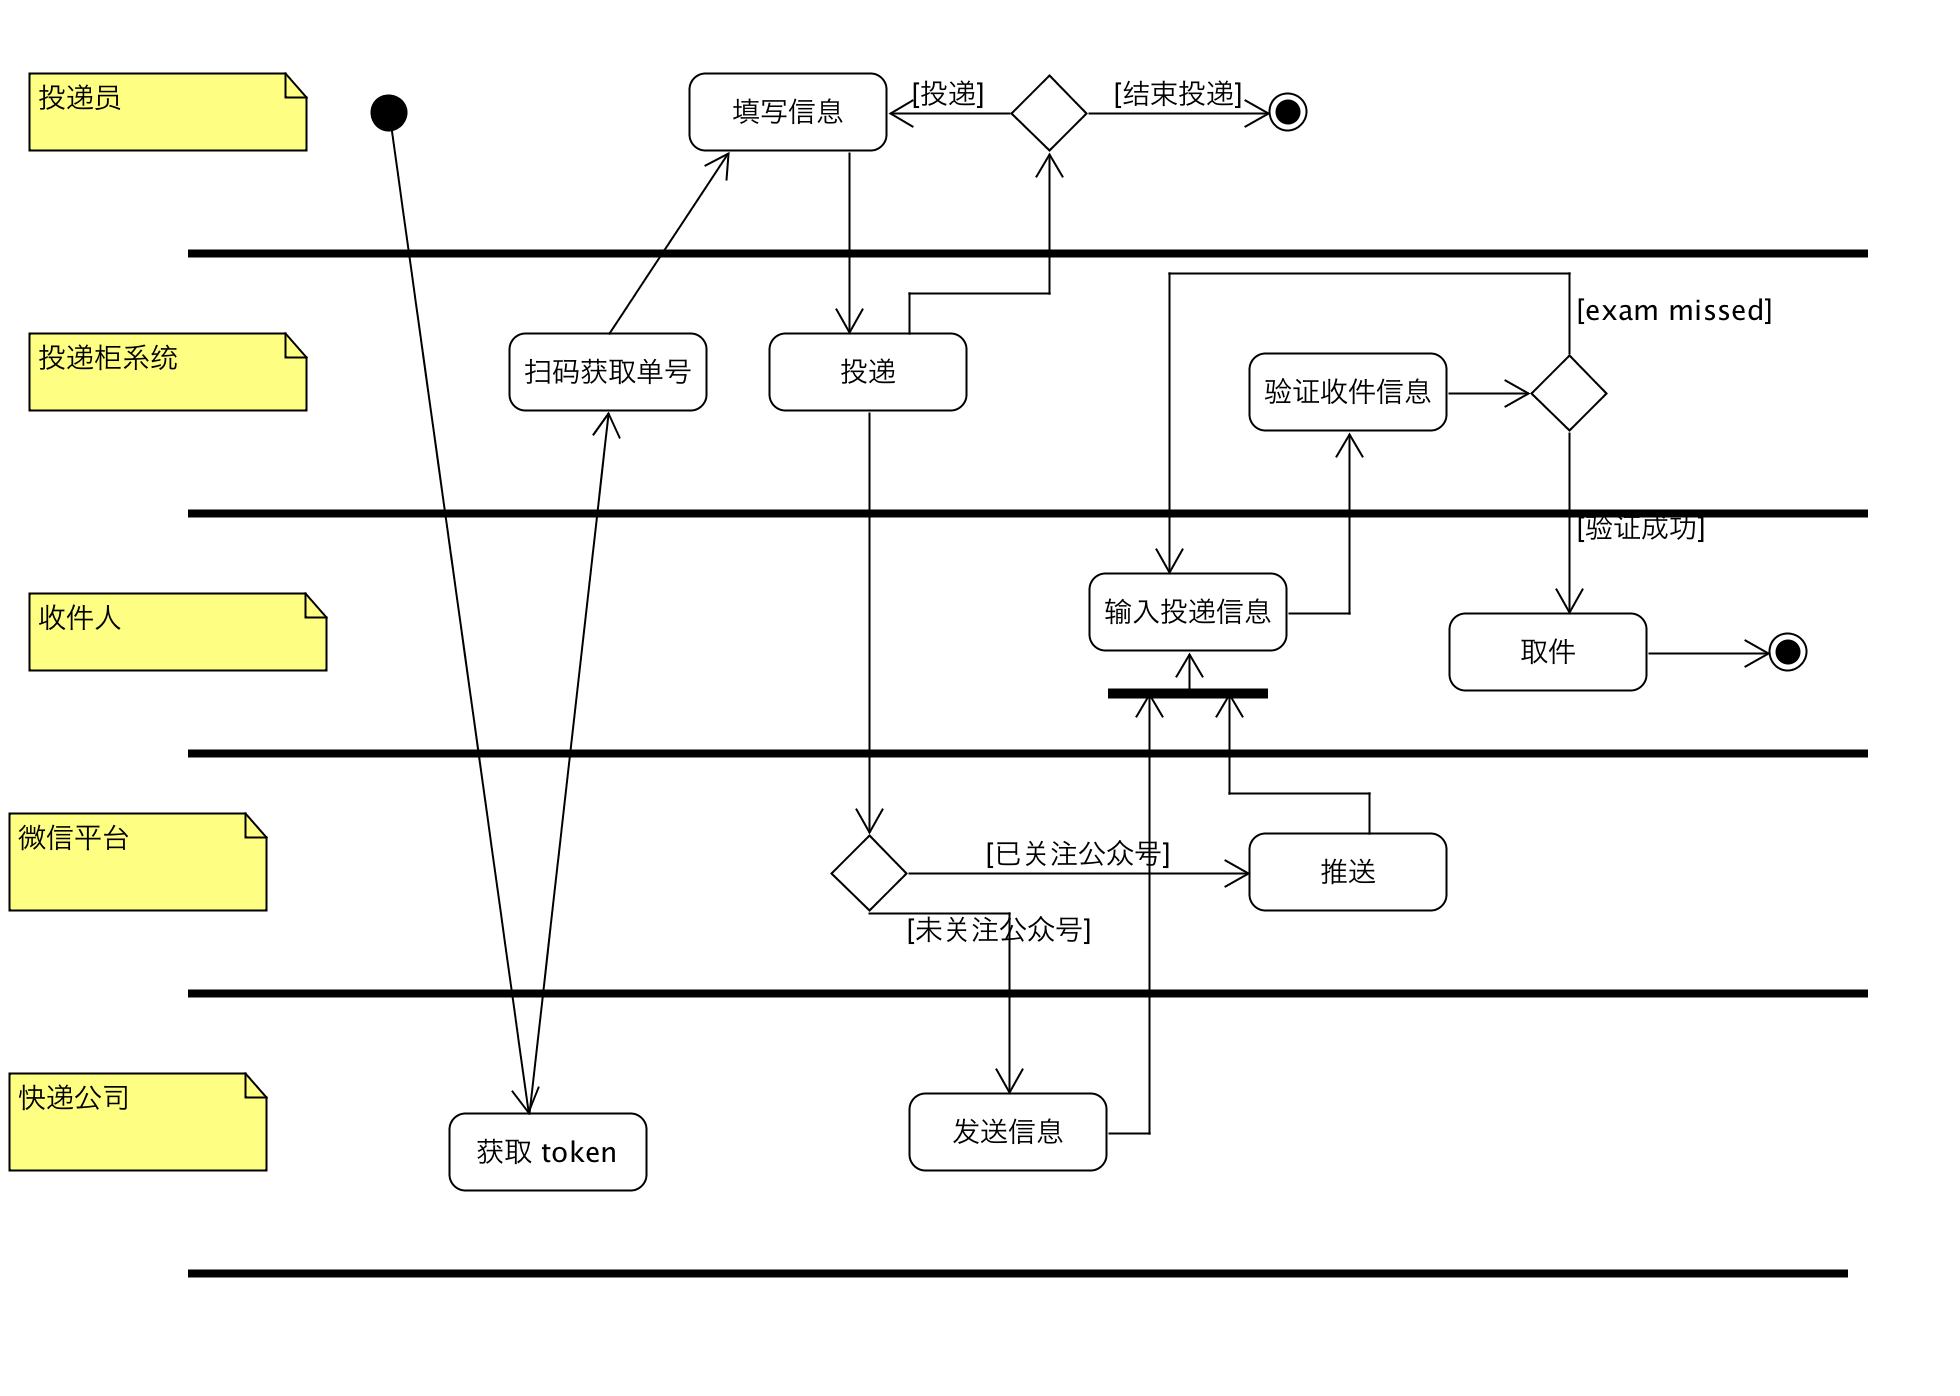 投递员
填写信息
[投递]
[结束投递]
投递柜系统
扫码获取单号
投递
验证收件信息
[exam missed]
[验证成功]
收件人
输入投递信息
取件
微信平台
[已关注公众号]
推送
[未关注公众号]
快递公司
获取 token
发送信息